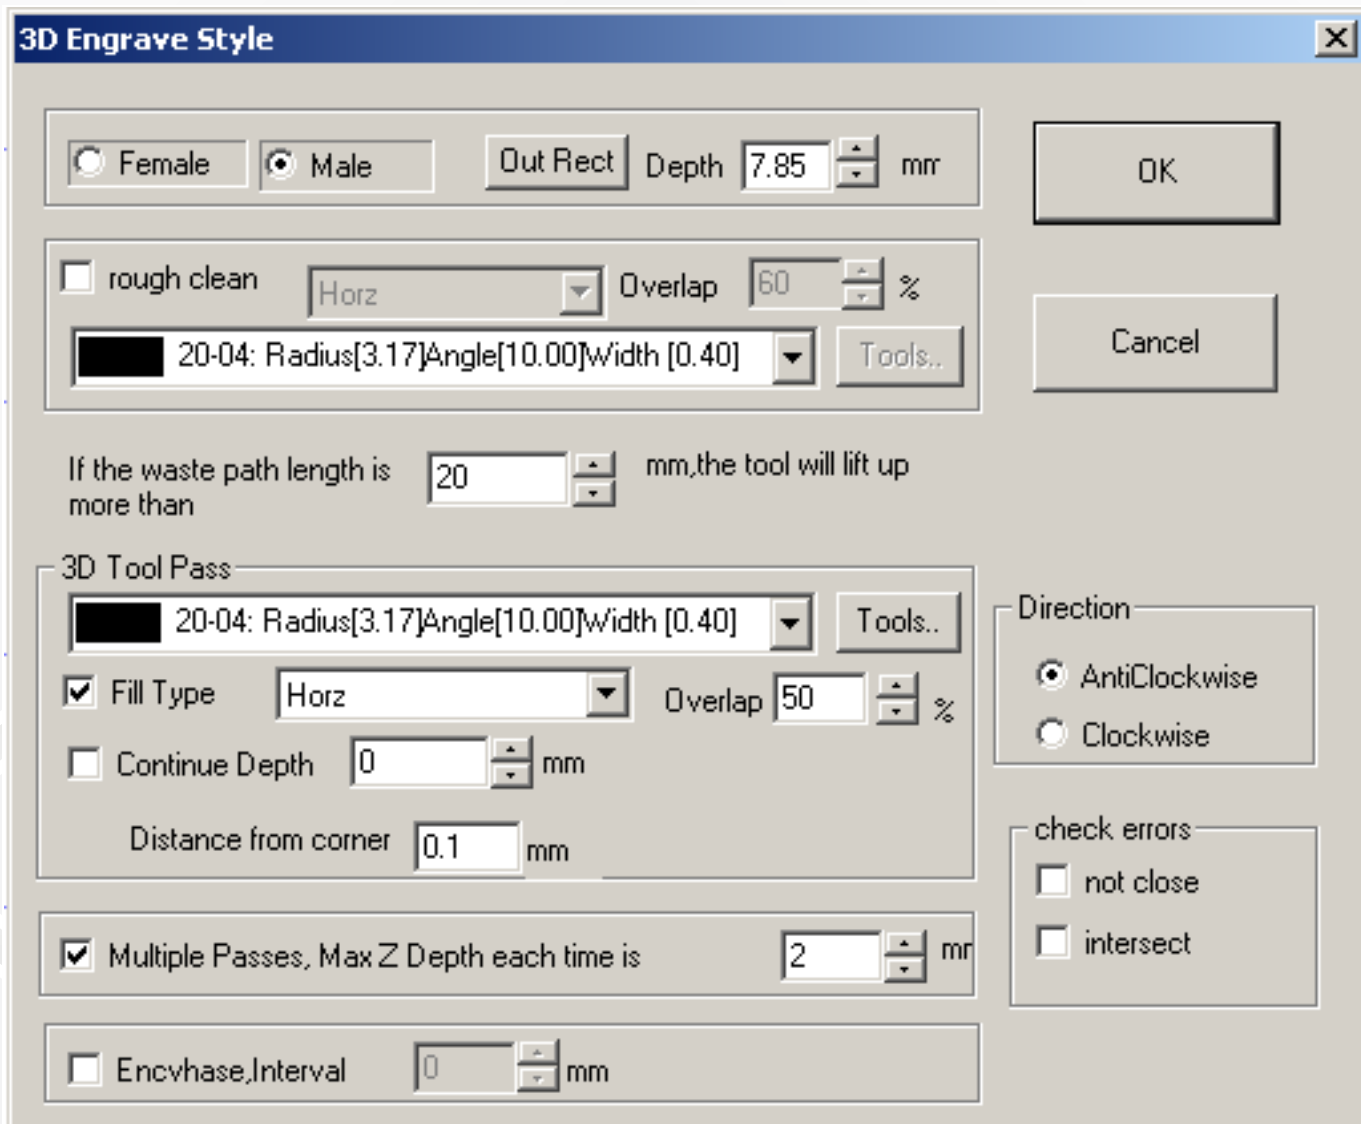 3D Engrave Style
Female Male Out Rect Depth 7.85 mm
OK
rough clean Horz Overlap 60 %
20-04: Radius[3.17]Angle[10.00]Width [0.40] Tools..
Cancel
If the waste path length is
more than 20 mm,the tool will lift up
3D Tool Pass
20-04: Radius[3.17]Angle[10.00]Width [0.40] Tools..
Fill Type Horz Overlap 50 %
Continue Depth 0 mm
Distance from corner 0.1 mm
Direction
AntiClockwise
Clockwise
check errors
not close
intersect
Multiple Passes, Max Z Depth each time is 2 mr
Encvhase,Interval 0 mm